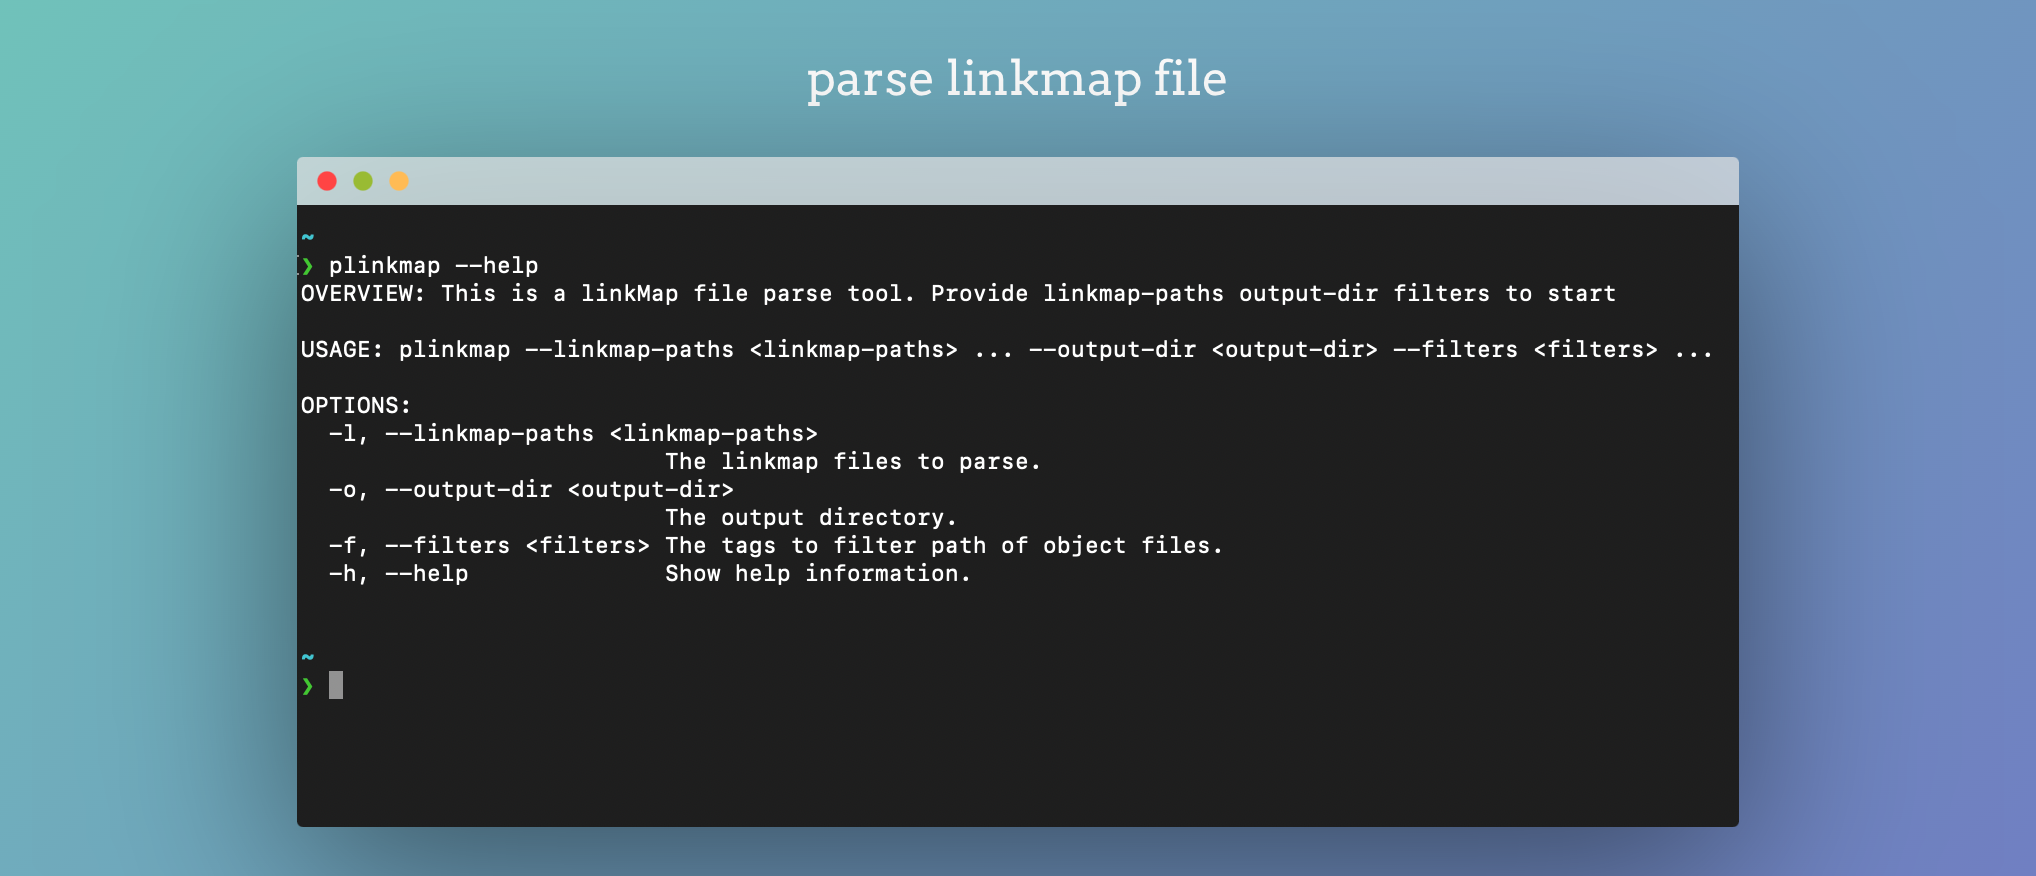 parse linkmap file
~
❯ plinkmap --help
OVERVIEW: This is a linkMap file parse tool. Provide linkmap-paths output-dir filters to start
USAGE: plinkmap --linkmap-paths <linkmap-paths> ... --output-dir <output-dir> --filters <filters> ...
OPTIONS:
-l, --linkmap-paths <linkmap-paths>
The linkmap files to parse.
-o, --output-dir <output-dir>
The output directory.
-f, --filters <filters> The tags to filter path of object files.
-h, --help Show help information.
~
❯